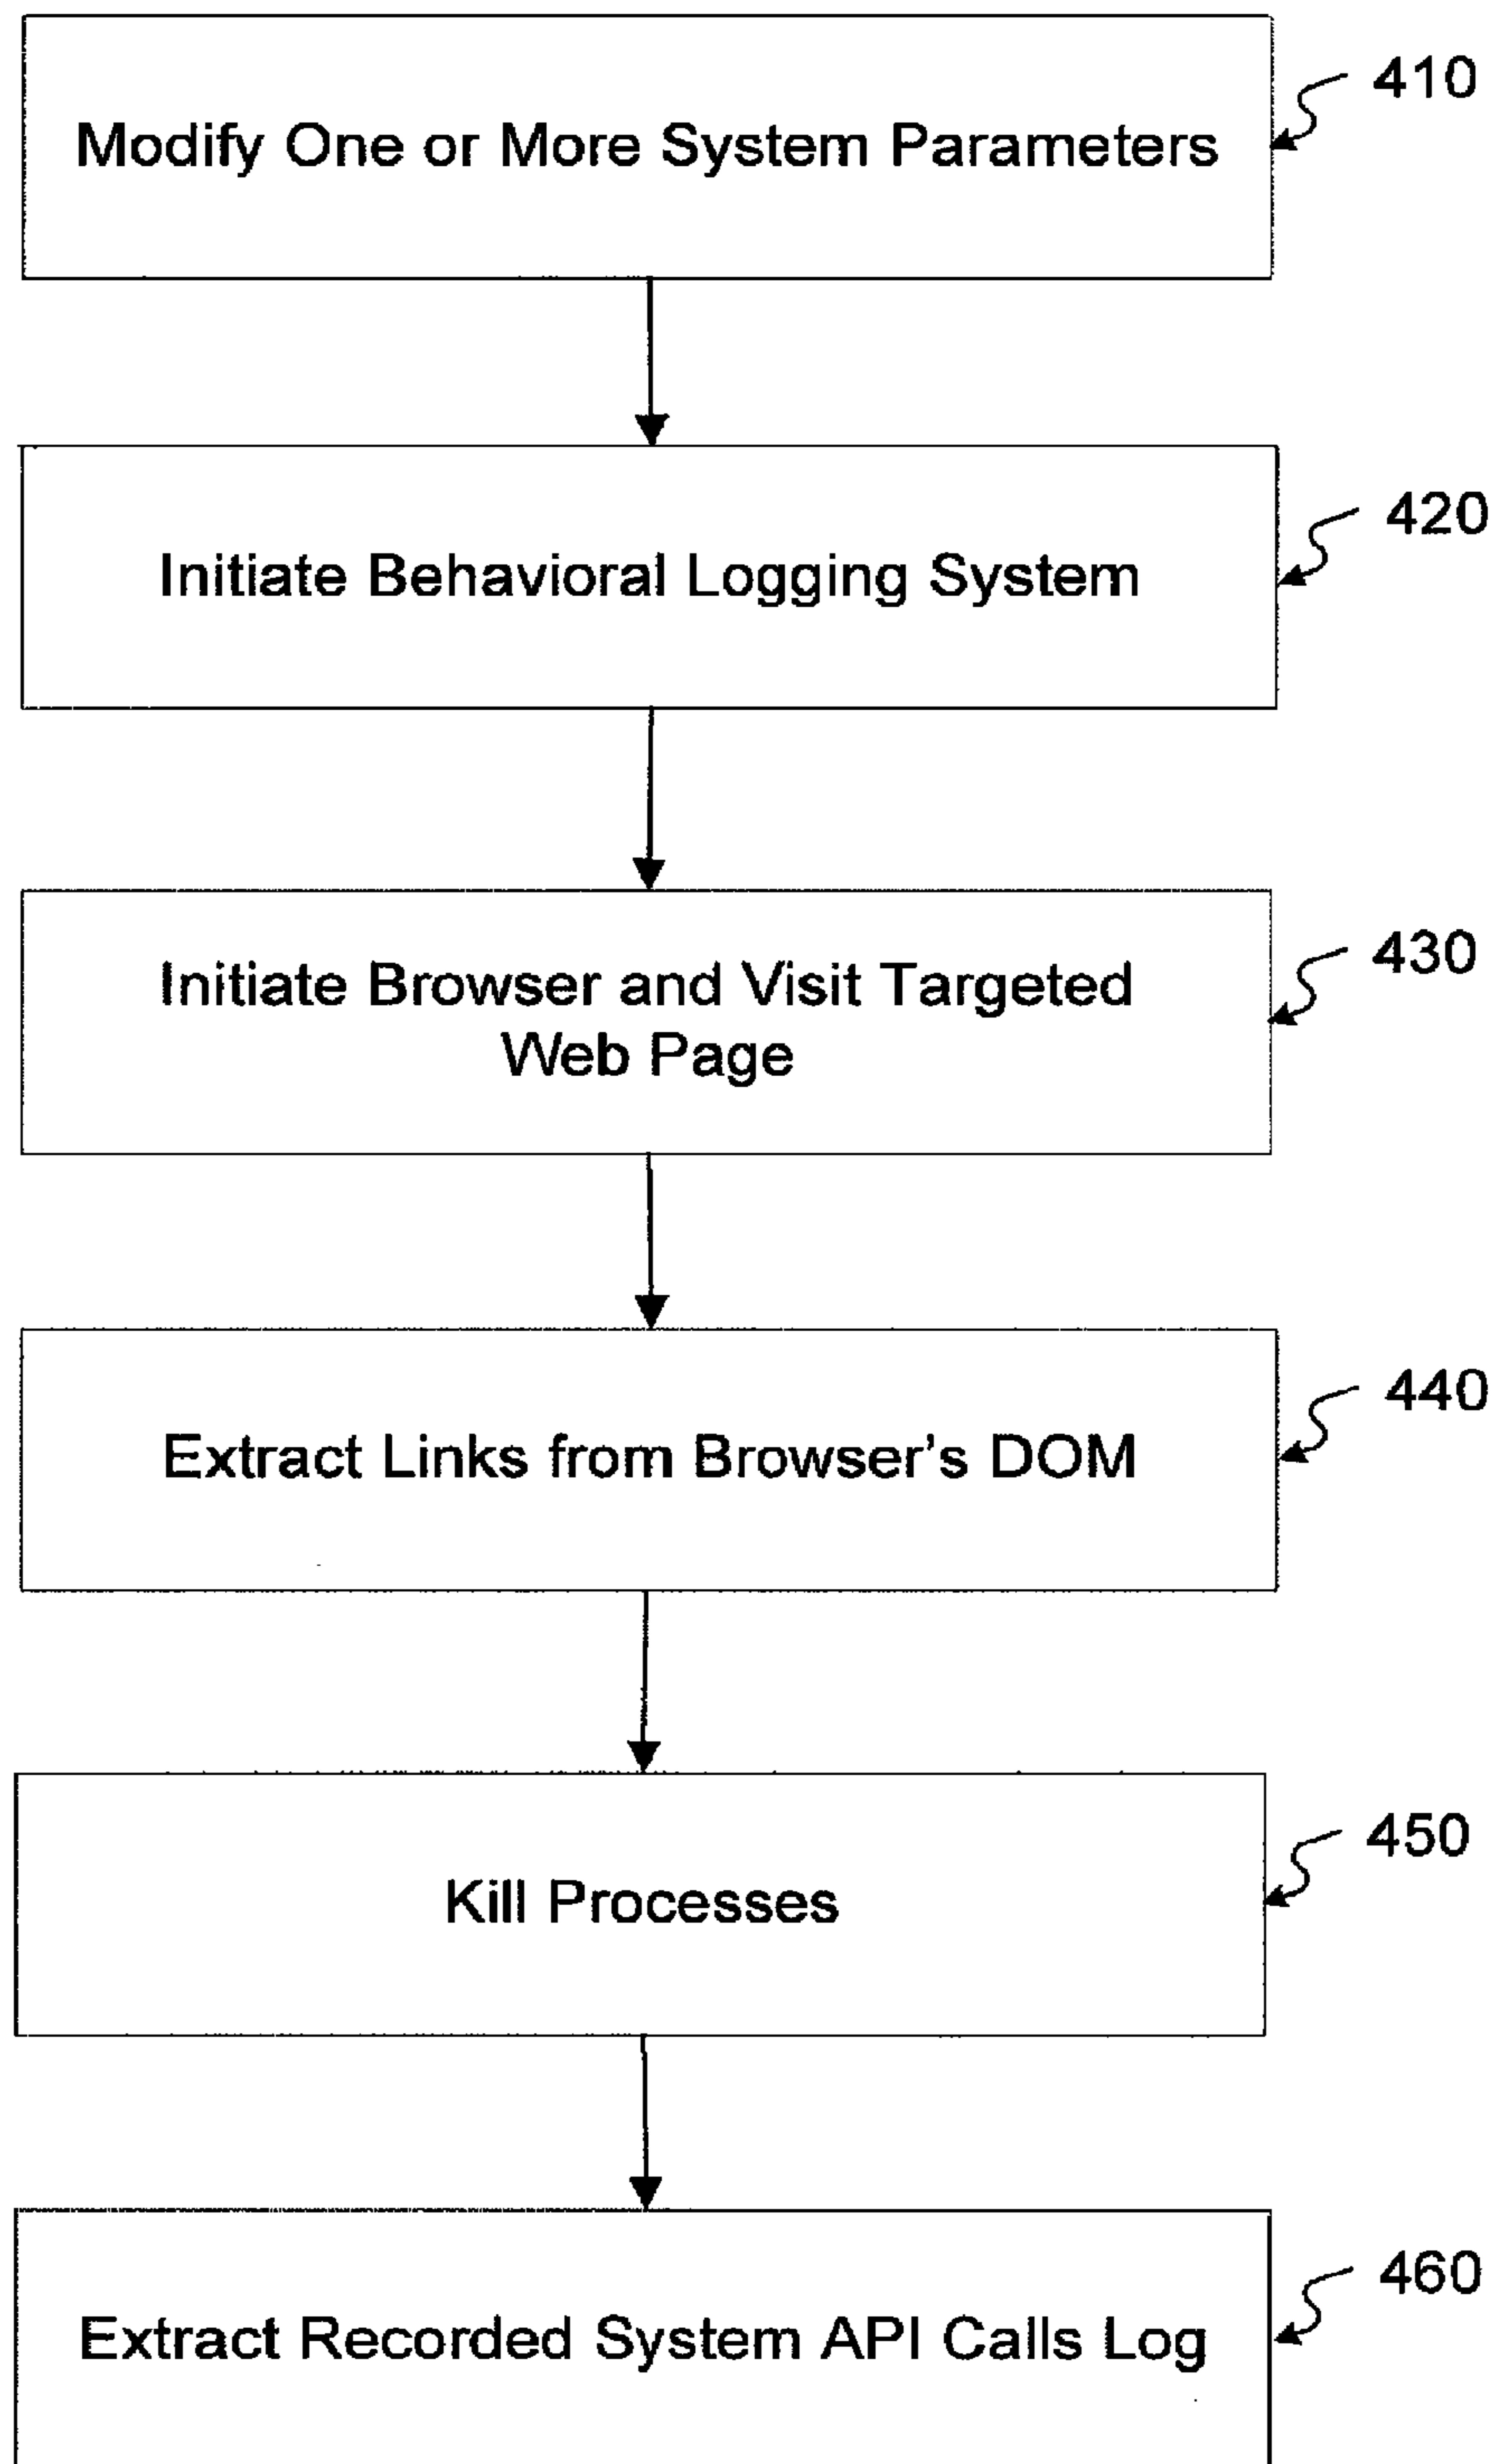 Modify One or More System Parameters
410
Initiate Behavioral Logging System
420
Initiate Browser and Visit Targeted
Web Page
430
Extract Links from Browser's DOM
440
Kill Processes
450
Extract Recorded System API Calls Log
460